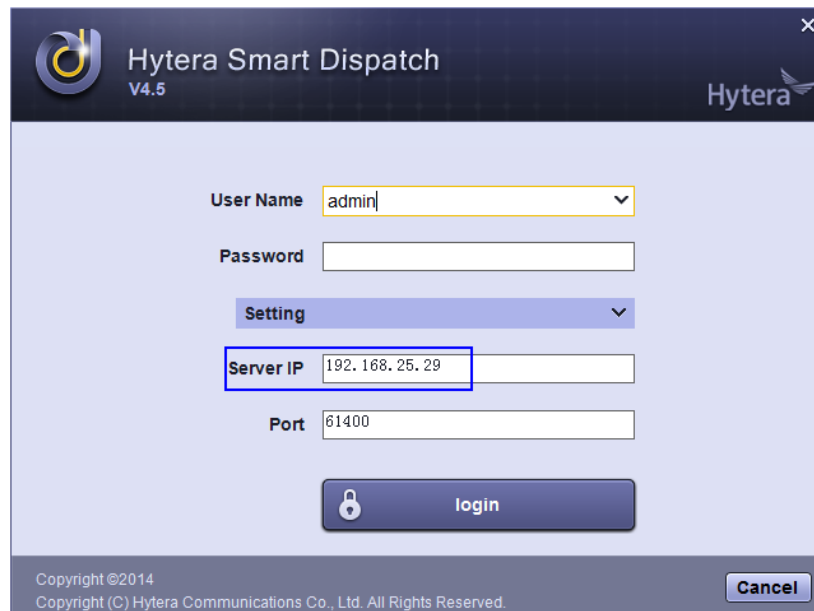 Hytera Smart Dispatch
V4.5
Hytera
User Name admin
Password
Setting
Server IP 192.168.25.29
Port 61400
login
Copyright ©2014
Copyright (C) Hytera Communications Co., Ltd. All Rights Reserved.
Cancel